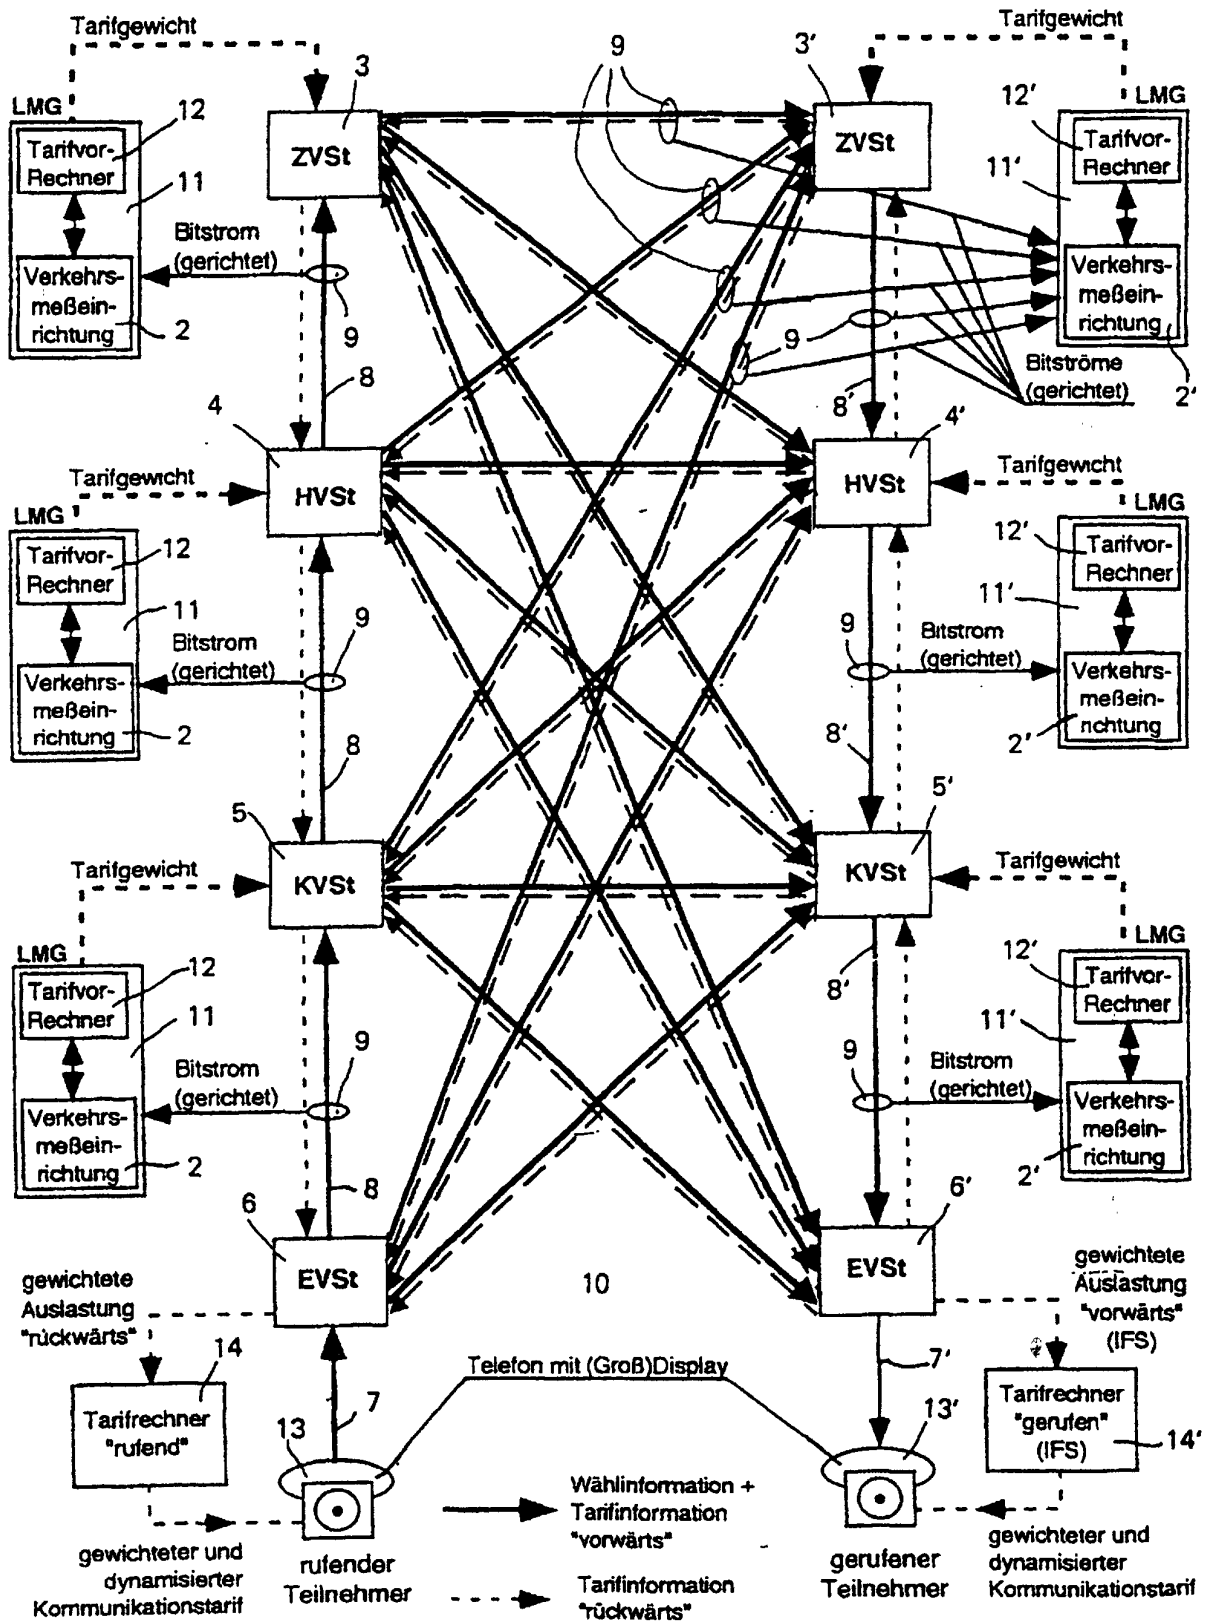 Tarifgewicht
9
3'
Tarifgewicht
3
LMG
12
ZVSt
ZVSt
12'
LMG
Tarifvor-
Rechner
11
Tarifvor-
Rechner
11'
Bitstrom
(gerichtet)
Verkehrs-
meßein-
richtung
2
9
9
Verkehrs-
meßein-
richtung
8
8'
Bitströme
(gerichtet)
2'
4
4'
Tarifgewicht
HVSt
HVSt
Tarifgewicht
LMG
12
LMG
12'
Tarifvor-
Rechner
11
Tarifvor-
Rechner
11'
Bitstrom
(gerichtet)
9
9
Bitstrom
(gerichtet)
Verkehrs-
meßein-
richtung
2
Verkehrs-
meßein-
richtung
2'
8
8'
5
5'
Tarifgewicht
KVSt
KVSt
Tarifgewicht
LMG
12
LMG
12'
Tarifvor-
Rechner
11
8'
Tarifvor-
Rechner
11'
Bitstrom
(gerichtet)
9
9
Bitstrom
(gerichtet)
Verkehrs-
meßein-
richtung
2
Verkehrs-
meßein-
richtung
2'
8
6
6'
EVSt
EVSt
10
gewichtete
Auslastung
"rückwärts"
gewichtete
Auslastung
"vorwärts"
(IFS)
14
Telefon mit (Groß)Display
7
7'
Tarifrechner
"rufend"
13
13'
Tarifrechner
"gerufen"
(IFS)
14'
Wählinformation +
Tarifinformation
"vorwärts"
gewichteter und
dynamisierter
Kommunikationstarif
rufender
Teilnehmer
gerufener
Teilnehmer
gewichteter und
dynamisierter
Kommunikationstarif
Tarifinformation
"rückwärts"